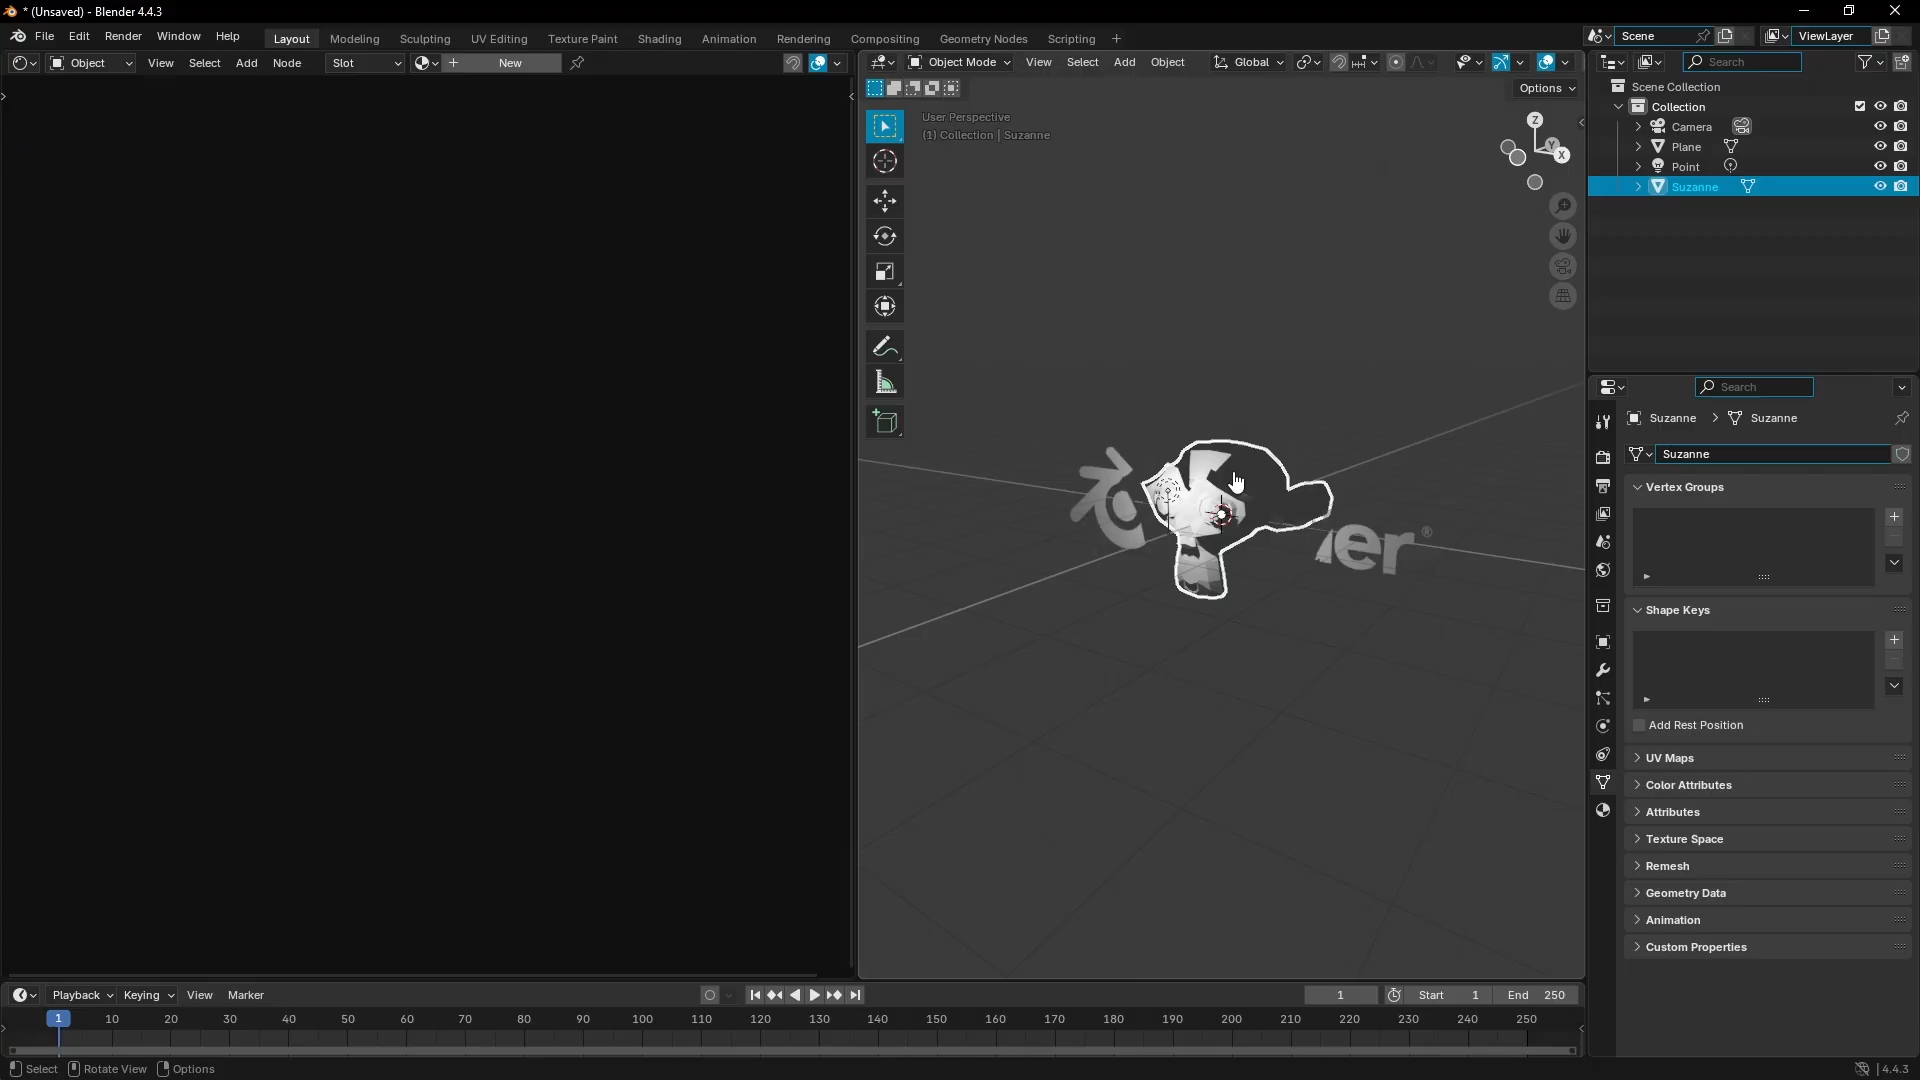 * (Unsaved) - Blender 4.4.3
File Edit Render Window Help Layout Modeling Sculpting UV Editing Texture Paint Shading Animation Rendering Compositing Geometry Nodes Scripting Scene ViewLayer
Object View Select Add Node Slot New
Object Mode View Select Add Object Global
Options
User Perspective
(1) Collection | Suzanne
Z
Y
X
er®
Search
Scene Collection
Collection
Camera
Plane
Point
Suzanne
Search
Suzanne > Suzanne
Suzanne
Vertex Groups
Shape Keys
Add Rest Position
UV Maps
Color Attributes
Attributes
Texture Space
Remesh
Geometry Data
Animation
Custom Properties
Playback Keying View Marker 1 Start 1 End 250
1 10 20 30 40 50 60 70 80 90 100 110 120 130 140 150 160 170 180 190 200 210 220 230 240 250
Select Rotate View Options 4.4.3